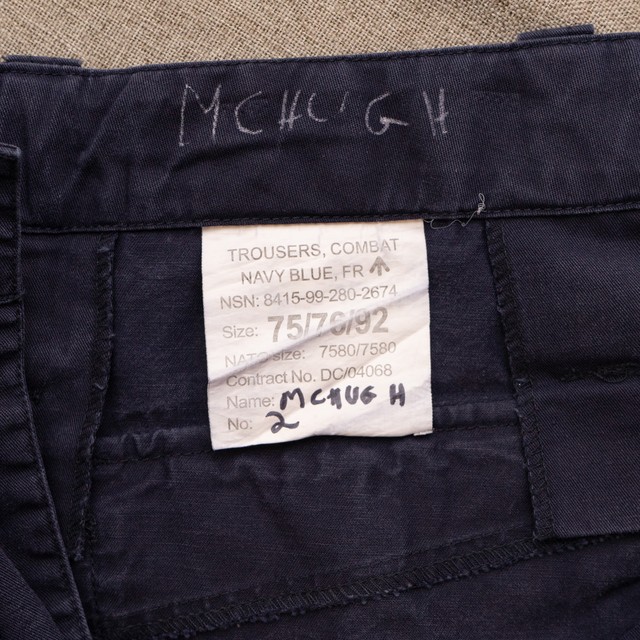 MCHUGH
TROUSERS, COMBAT
NAVY BLUE, FR
NSN: 8415-99-280-2674
Size: 75/76/92
NATO size: 7580/7580
Contract No. DC/04068
Name: MCHUGH
No: 2